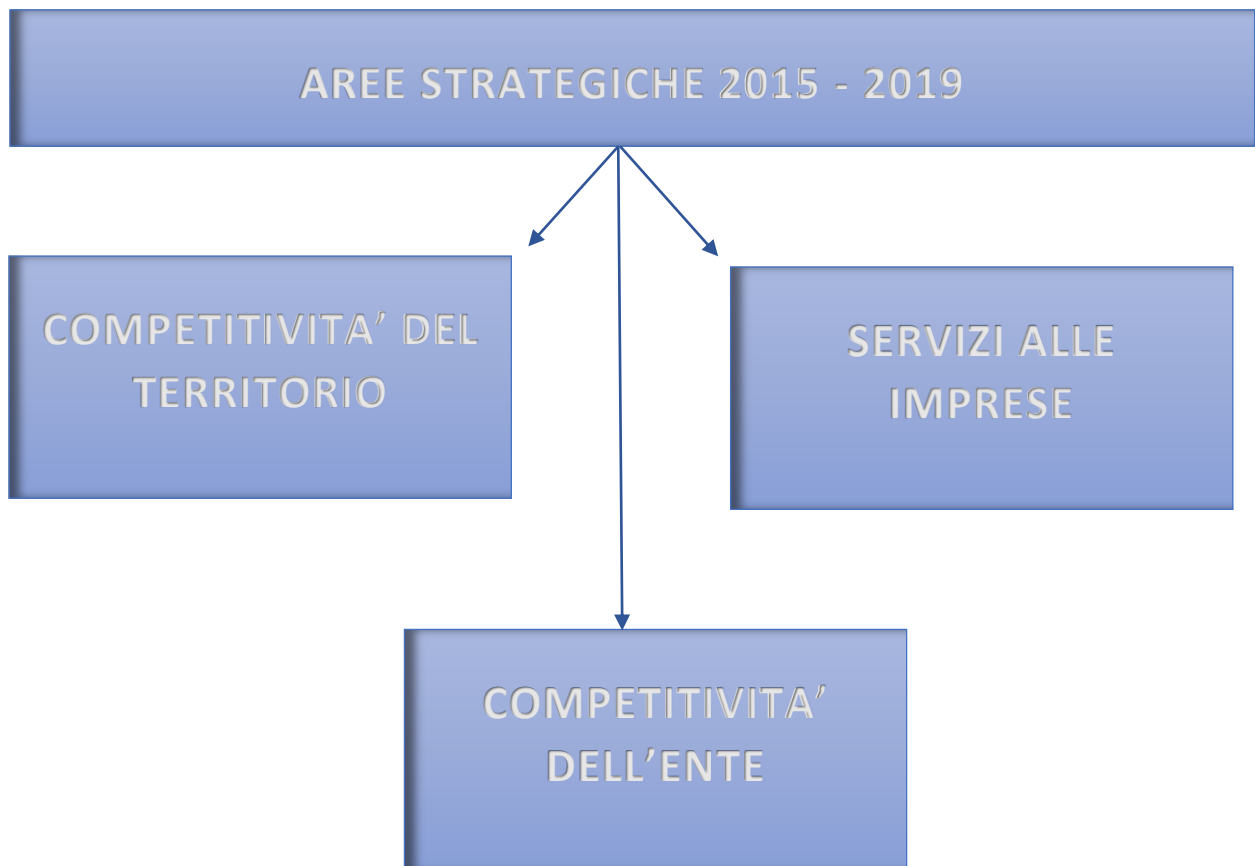 AREE STRATEGICHE 2015 - 2019
COMPETITIVITA’ DEL
TERRITORIO
SERVIZI ALLE
IMPRESE
COMPETITIVITA’
DELL’ENTE